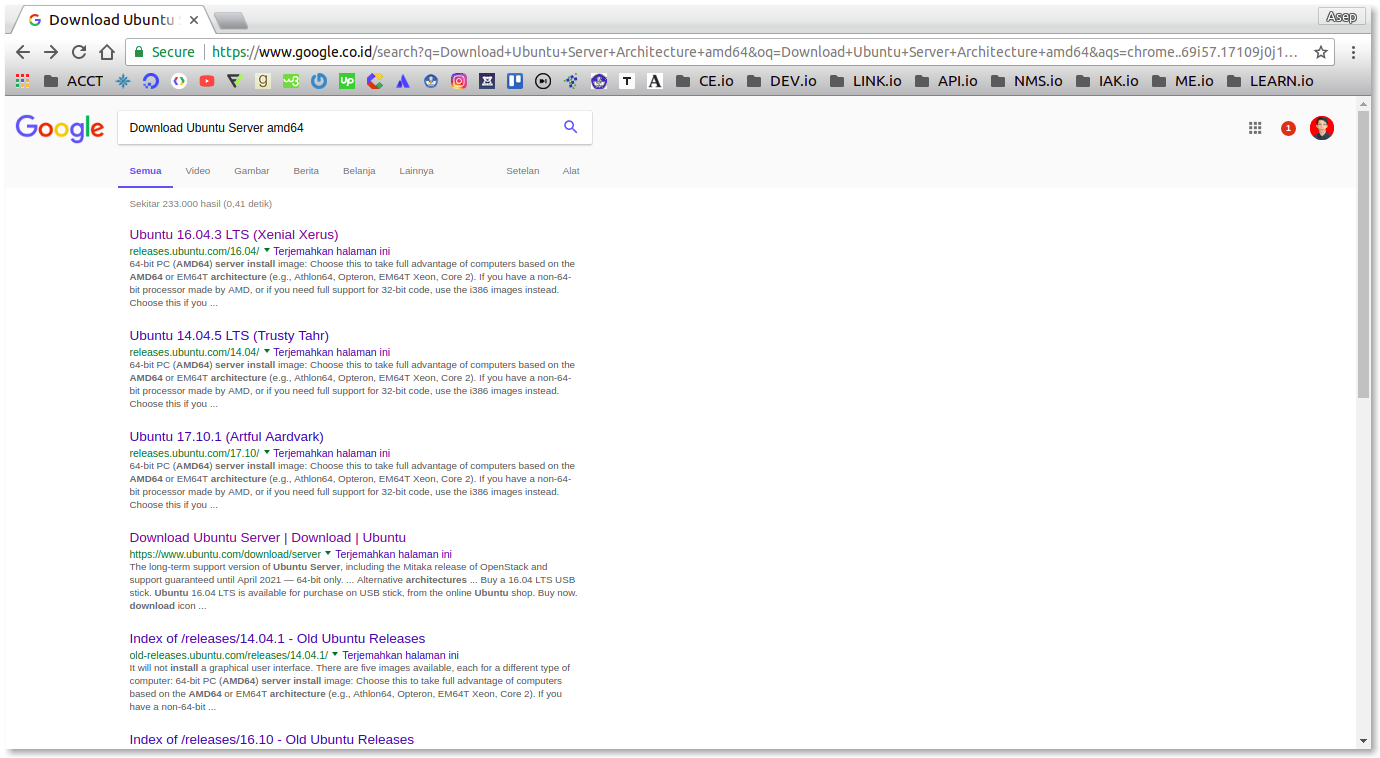 Download Ubuntu
Asep
Secure https://www.google.co.id/search?q=Download+Ubuntu+Server+Architecture+amd64&oq=Download+Ubuntu+Server+Architecture+amd64&aqs=chrome..69i57.17109j0j1...
ACCT CE.io DEV.io LINK.io API.io NMS.io IAK.io ME.io LEARN.io
Google Download Ubuntu Server amd64 1
Semua Video Gambar Berita Belanja Lainnya Setelan Alat
Sekitar 233.000 hasil (0,41 detik)
Ubuntu 16.04.3 LTS (Xenial Xerus)
releases.ubuntu.com/16.04/ Terjemahkan halaman ini
64-bit PC (AMD64) server install image: Choose this to take full advantage of computers based on the
AMD64 or EM64T architecture (e.g., Athlon64, Opteron, EM64T Xeon, Core 2). If you have a non-64-
bit processor made by AMD, or if you need full support for 32-bit code, use the i386 images instead.
Choose this if you ...
Ubuntu 14.04.5 LTS (Trusty Tahr)
releases.ubuntu.com/14.04/ Terjemahkan halaman ini
64-bit PC (AMD64) server install image: Choose this to take full advantage of computers based on the
AMD64 or EM64T architecture (e.g., Athlon64, Opteron, EM64T Xeon, Core 2). If you have a non-64-
bit processor made by AMD, or if you need full support for 32-bit code, use the i386 images instead.
Choose this if you ...
Ubuntu 17.10.1 (Artful Aardvark)
releases.ubuntu.com/17.10/ Terjemahkan halaman ini
64-bit PC (AMD64) server install image: Choose this to take full advantage of computers based on the
AMD64 or EM64T architecture (e.g., Athlon64, Opteron, EM64T Xeon, Core 2). If you have a non-64-
bit processor made by AMD, or if you need full support for 32-bit code, use the i386 images instead.
Choose this if you ...
Download Ubuntu Server | Download | Ubuntu
https://www.ubuntu.com/download/server Terjemahkan halaman ini
The long-term support version of Ubuntu Server, including the Mitaka release of OpenStack and
support guaranteed until April 2021 — 64-bit only. ... Alternative architectures ... Buy a 16.04 LTS USB
stick. Ubuntu 16.04 LTS is available for purchase on USB stick, from the online Ubuntu shop. Buy now.
download icon ...
Index of /releases/14.04.1 - Old Ubuntu Releases
old-releases.ubuntu.com/releases/14.04.1/ Terjemahkan halaman ini
It will not install a graphical user interface. There are five images available, each for a different type of
computer: 64-bit PC (AMD64) server install image: Choose this to take full advantage of computers
based on the AMD64 or EM64T architecture (e.g., Athlon64, Opteron, EM64T Xeon, Core 2). If you
have a non-64-bit ...
Index of /releases/16.10 - Old Ubuntu Releases